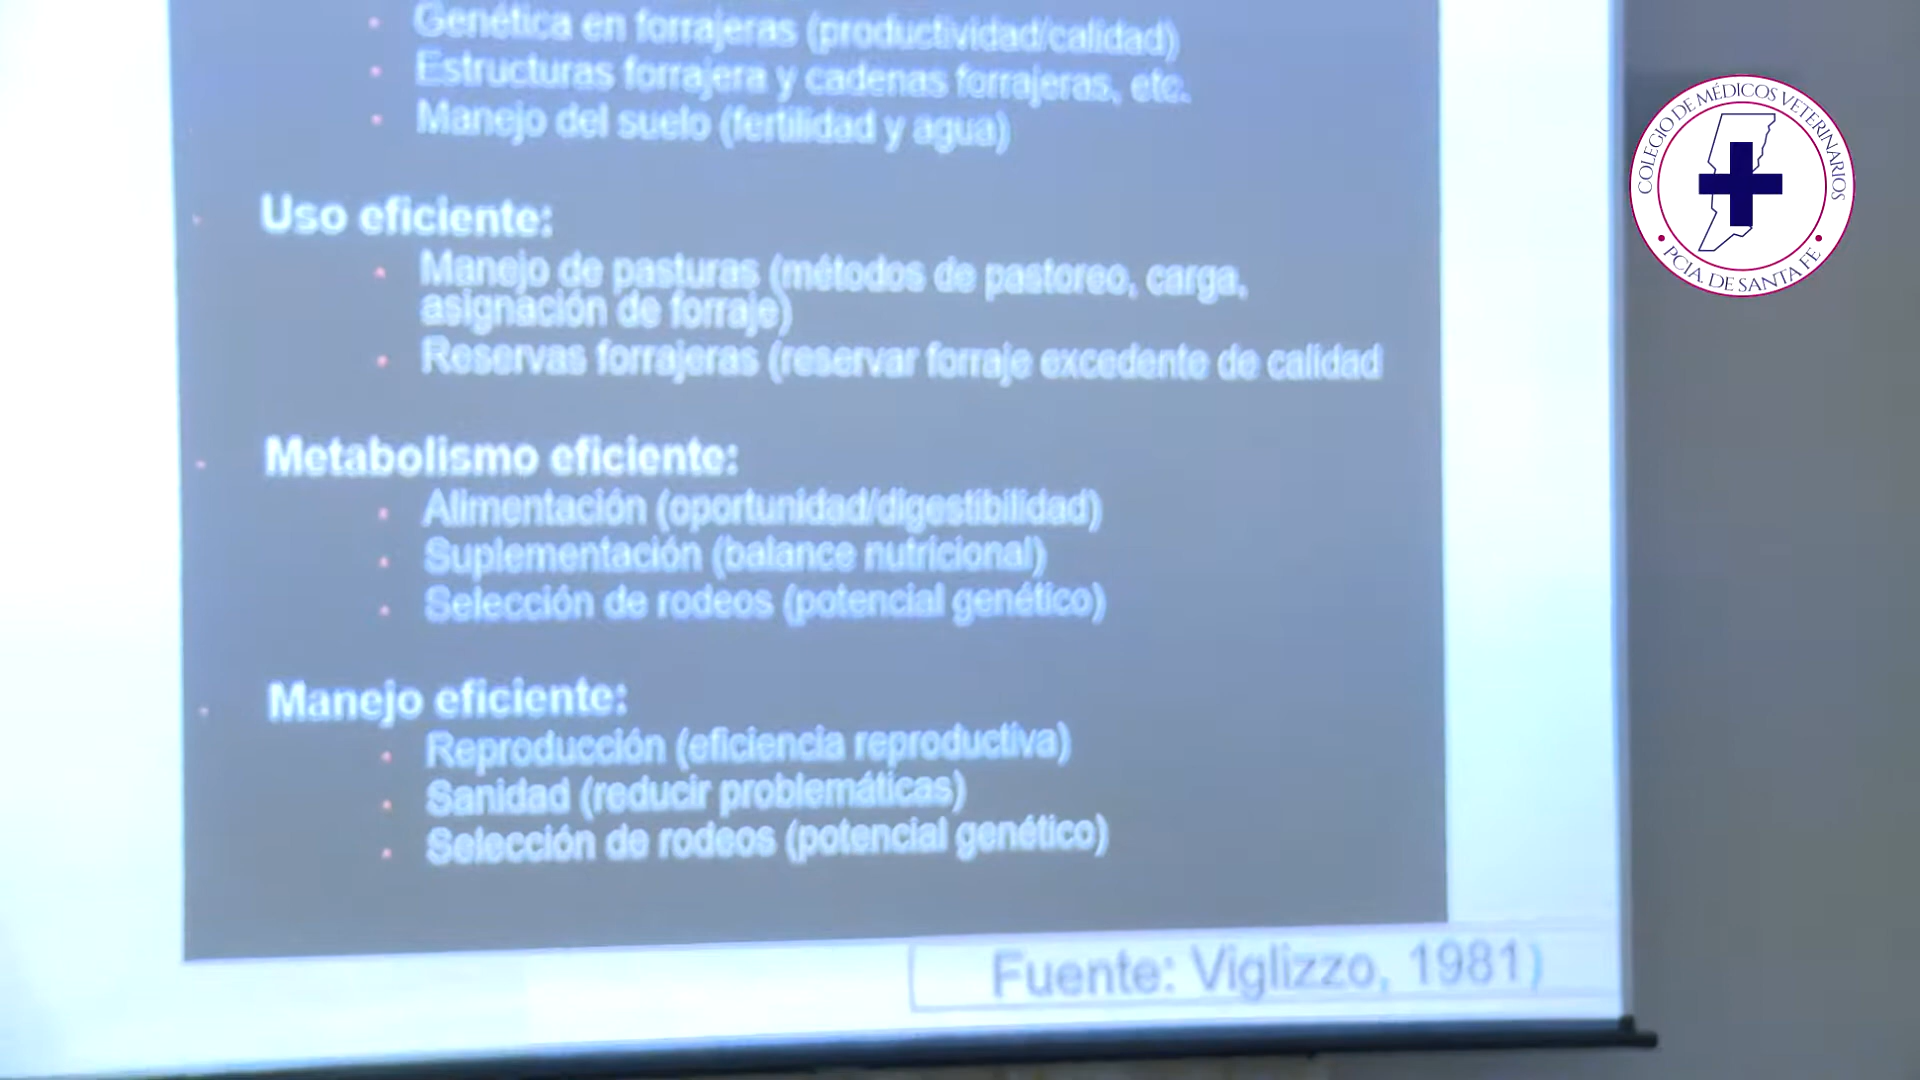 Genética en forrajeras (productividad/calidad)
Estructuras forrajera y cadenas forrajeras, etc.
Manejo del suelo (fertilidad y agua)
Uso eficiente:
Manejo de pasturas (métodos de pastoreo, carga,
asignación de forraje)
Reservas forrajeras (reservar forraje excedente de calidad
Metabolismo eficiente:
Alimentación (oportunidad/digestibilidad)
Suplementación (balance nutricional)
Selección de rodeos (potencial genético)
Manejo eficiente:
Reproducción (eficiencia reproductiva)
Sanidad (reducir problemáticas)
Selección de rodeos (potencial genético)
Fuente: Viglizzo, 1981)
COLEGIO DE MÉDICOS VETERINARIOS
PCIA. DE SANTA FE